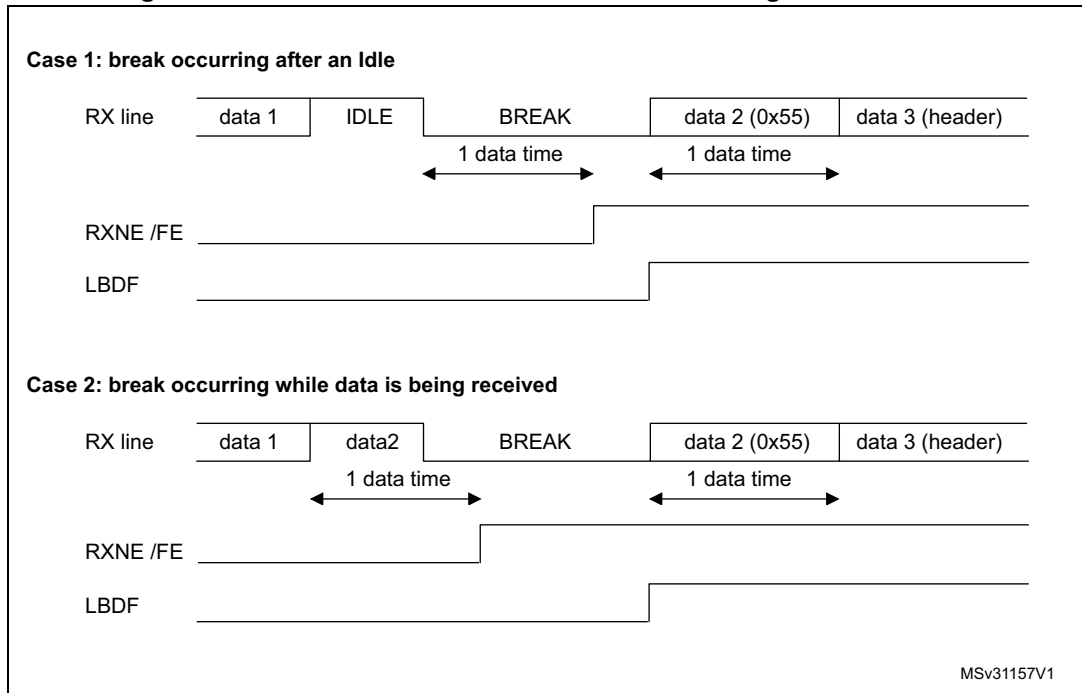 Case 1: break occurring after an Idle
RX line data 1 IDLE BREAK data 2 (0x55) data 3 (header)
1 data time 1 data time
RXNE /FE
LBDF
Case 2: break occurring while data is being received
RX line data 1 data2 BREAK data 2 (0x55) data 3 (header)
1 data time 1 data time
RXNE /FE
LBDF
MSv31157V1